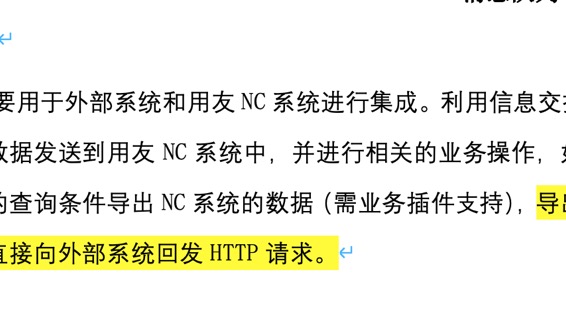 要用于外部系统和用友 NC 系统进行集成。利用信息交
数据发送到用友 NC 系统中，并进行相关的业务操作，
的查询条件导出 NC 系统的数据（需业务插件支持），导
直接向外部系统回发 HTTP 请求。